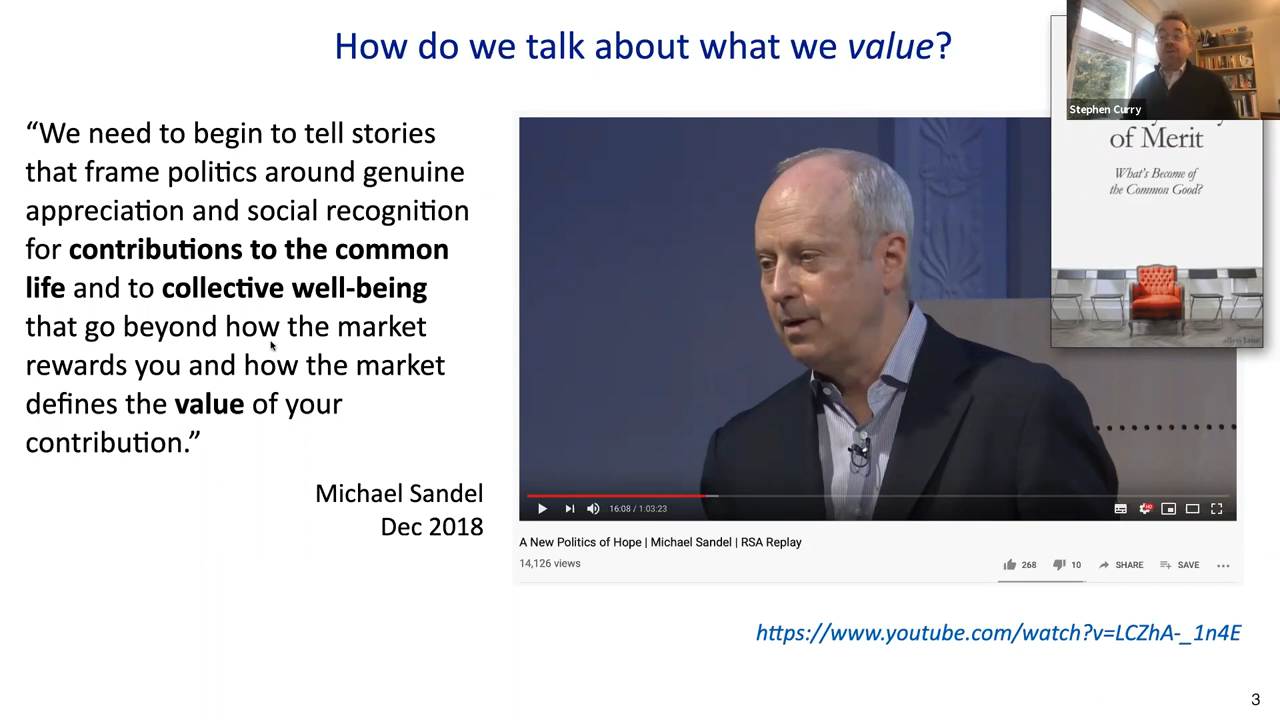 How do we talk about what we value?
“We need to begin to tell stories
that frame politics around genuine
appreciation and social recognition
for contributions to the common
life and to collective well-being
that go beyond how the market
rewards you and how the market
defines the value of your
contribution.”
Michael Sandel
Dec 2018
Stephen Curry
of Merit
What's Become of
the Common Good?
allen lane
16:08 / 1:03:23
HD
A New Politics of Hope | Michael Sandel | RSA Replay
14,126 views
268
10
SHARE
SAVE
https://www.youtube.com/watch?v=LCZhA-_1n4E
3